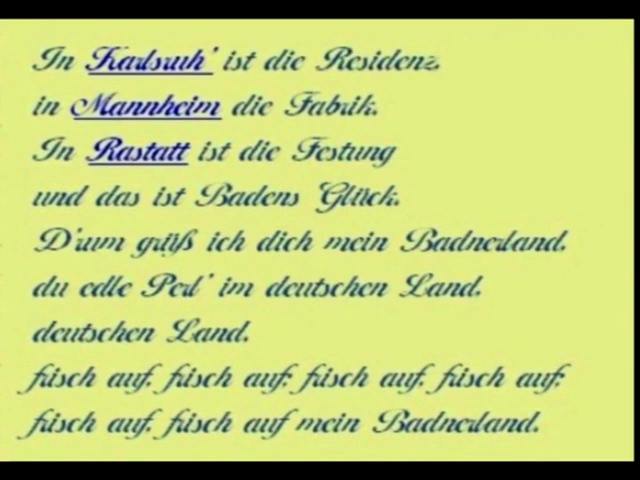 In Karlsruh' ist die Residenz,
in Mannheim die Fabrik.
In Rastatt ist die Festung
und das ist Badens Glück.
D'rum grüß ich dich mein Badnerland,
du edle Perl' im deutschen Land,
deutschen Land.
frisch auf, frisch auf; frisch auf, frisch auf;
frisch auf, frisch auf mein Badnerland.